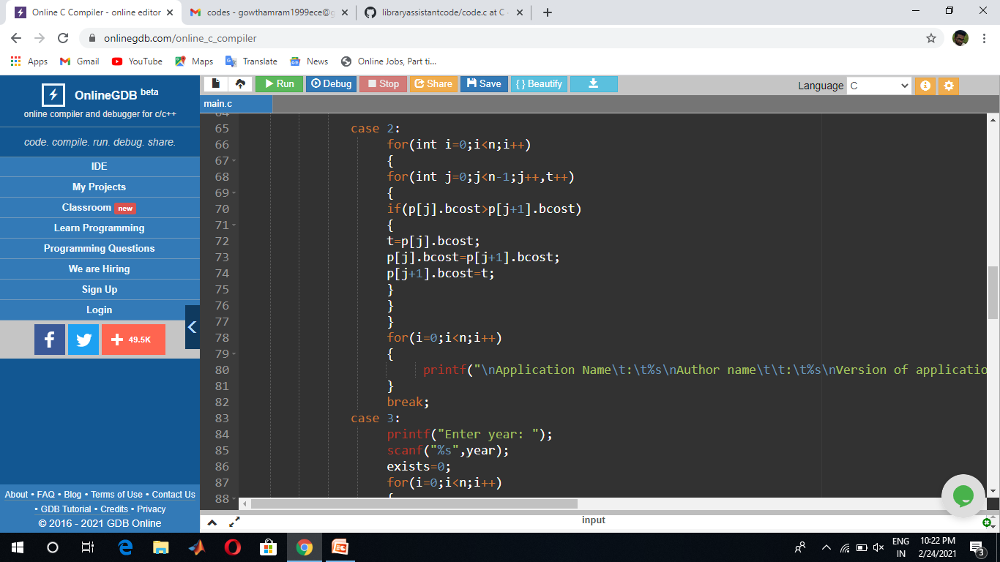 Online C Compiler - online editor
codes - gowthamram1999ece@g
libraryassistantcode/code.c at C
onlinegdb.com/online_c_compiler
Apps Gmail YouTube Maps Translate News Online Jobs, Part ti...
OnlineGDB beta
online compiler and debugger for c/c++
code. compile. run. debug. share.
IDE
My Projects
Classroom new
Learn Programming
Programming Questions
We are Hiring
Sign Up
Login
49.5K
About • FAQ • Blog • Terms of Use • Contact Us
• GDB Tutorial • Credits • Privacy
© 2016 - 2021 GDB Online
Run Debug Stop Share Save { } Beautify
Language C
main.c
64
65 case 2:
66 for(int i=0;i<n;i++)
67 {
68 for(int j=0;j<n-1;j++,t++)
69 {
70 if(p[j].bcost>p[j+1].bcost)
71 {
72 t=p[j].bcost;
73 p[j].bcost=p[j+1].bcost;
74 p[j+1].bcost=t;
75 }
76 }
77 }
78 for(i=0;i<n;i++)
79 {
80 printf("\nApplication Name\t:\t%s\nAuthor name\t\t:\t%s\nVersion of applicatio
81 }
82 break;
83 case 3:
84 printf("Enter year: ");
85 scanf("%s",year);
86 exists=0;
87 for(i=0;i<n;i++)
88 {
input
ENG
IN
10:22 PM
2/24/2021
3